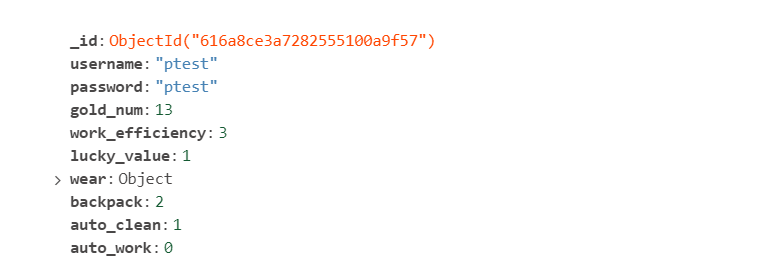 _id: ObjectId("616a8ce3a7282555100a9f57")
username: "ptest"
password: "ptest"
gold_num: 13
work_efficiency: 3
lucky_value: 1
> wear: Object
backpack: 2
auto_clean: 1
auto_work: 0